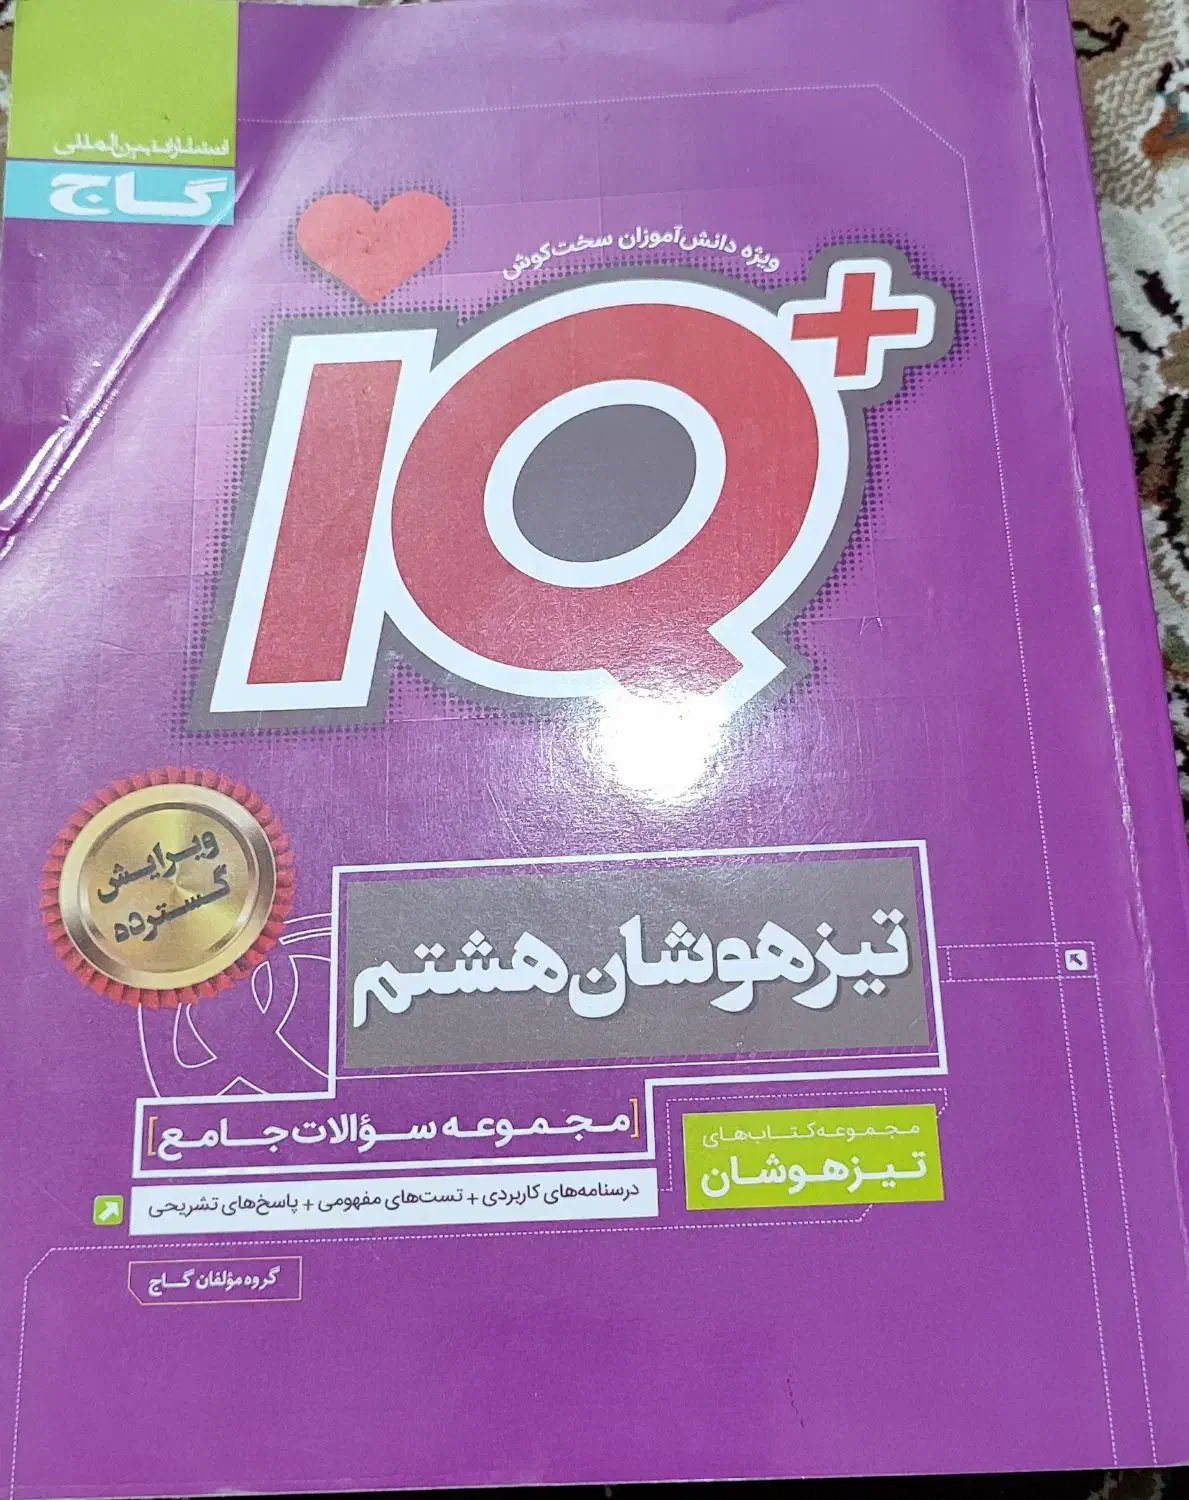 انتشارات بین‌المللی
گاج
ویژه دانش‌آموزان سخت‌کوش
IQ+
ویرایش
گسترده
تیزهوشان هشتم
[مجموعه سؤالات جامع]
مجموعه کتاب‌های
تیزهوشان
درسنامه‌های کاربردی + تست‌های مفهومی + پاسخ‌های تشریحی
گروه مؤلفان گاج